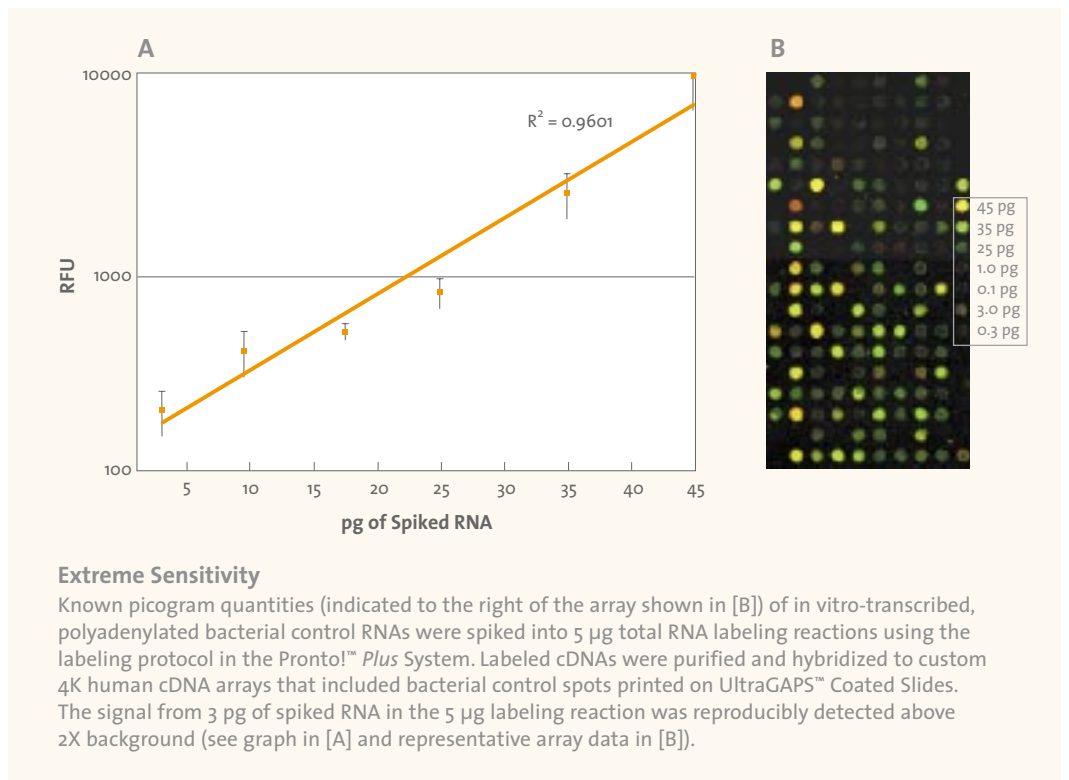 A
B
10000
R² = 0.9601
1000
RFU
100
5 10 15 20 25 30 35 40 45
pg of Spiked RNA
45 pg
35 pg
25 pg
1.0 pg
0.1 pg
3.0 pg
0.3 pg
Extreme Sensitivity
Known picogram quantities (indicated to the right of the array shown in [B]) of in vitro-transcribed,
polyadenylated bacterial control RNAs were spiked into 5 µg total RNA labeling reactions using the
labeling protocol in the Pronto!™ Plus System. Labeled cDNAs were purified and hybridized to custom
4K human cDNA arrays that included bacterial control spots printed on UltraGAPS™ Coated Slides.
The signal from 3 pg of spiked RNA in the 5 µg labeling reaction was reproducibly detected above
2X background (see graph in [A] and representative array data in [B]).